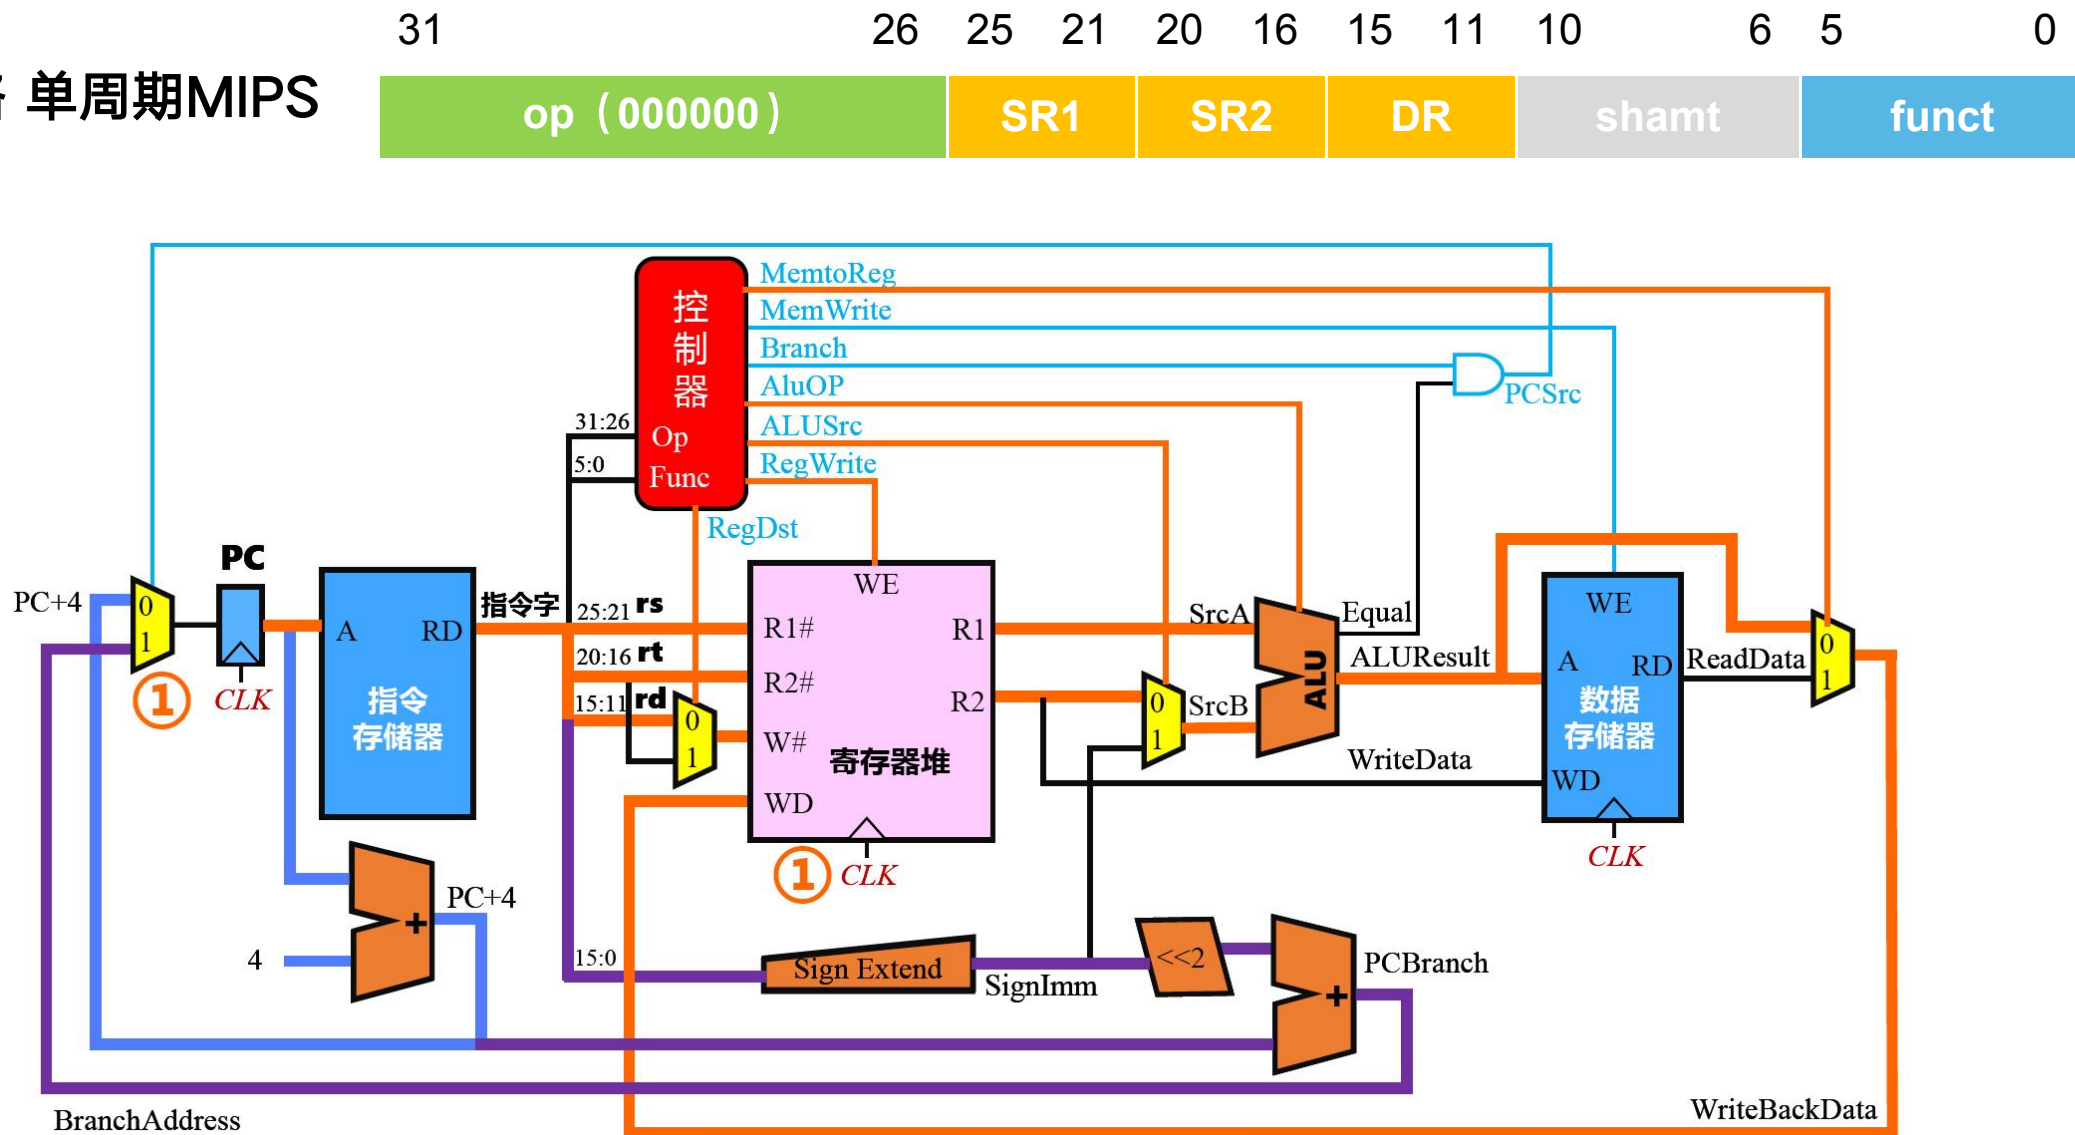 31 26 25 21 20 16 15 11 10 6 5 0
单周期MIPS
op（000000） SR1 SR2 DR shamt funct
MemtoReg
MemWrite
Branch
AluOP
ALUSrc
RegWrite
控
制
器
Op
Func
31:26
5:0
PCSrc
RegDst
PC
PC+4
0
1
①
CLK
A RD
指令
存储器
指令字
25:21 rs
20:16 rt
15:11 rd
0
1
WE
R1#
R2#
W#
WD
R1
R2
寄存器堆
①
CLK
SrcA
0
1
SrcB
ALU
Equal
ALUResult
WriteData
WE
A RD
数据
存储器
WD
CLK
ReadData
0
1
PC+4
+
4
15:0
Sign Extend
SignImm
<<2
+
PCBranch
BranchAddress
WriteBackData